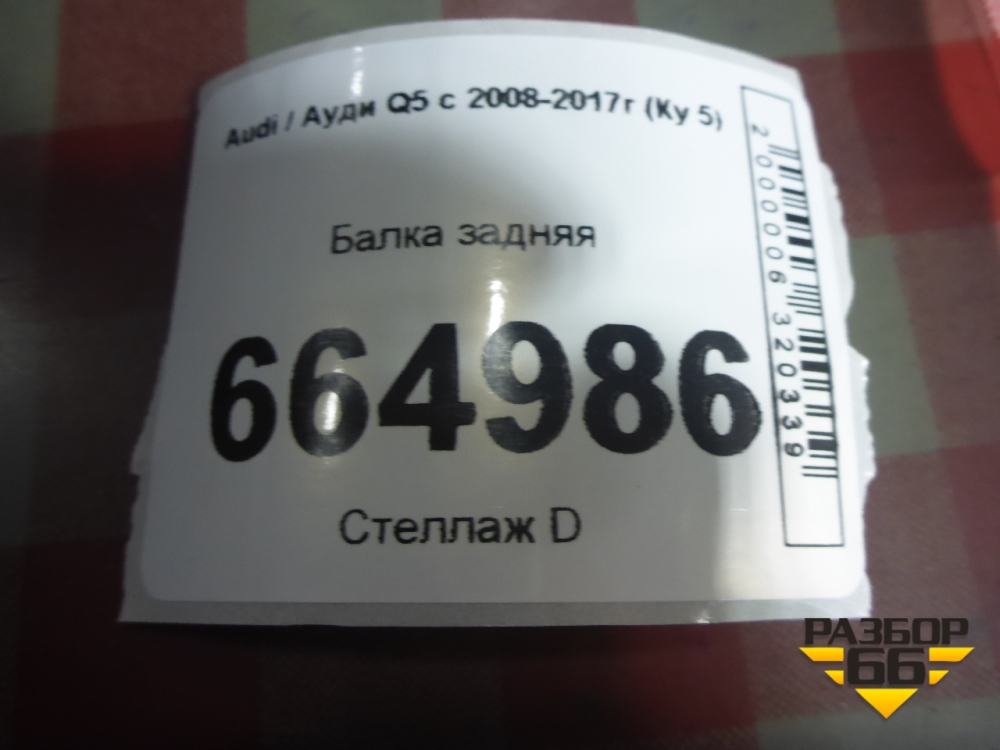 Audi / Ауди Q5 с 2008-2017г (Ку 5)
Балка задняя
664986
Стеллаж D
2000006320339
РАЗБОР
66